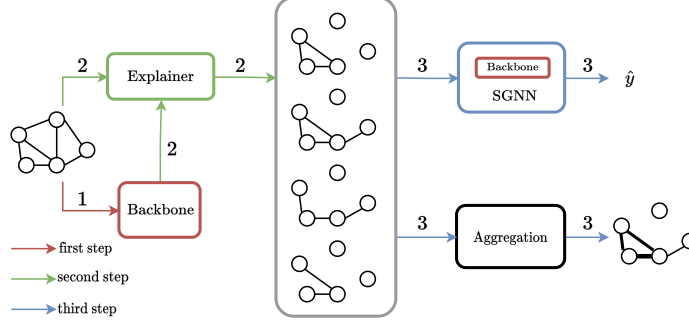 2
Explainer
2
3
Backbone
SGNN
3
ŷ
2
1
Backbone
3
Aggregation
3
first step
second step
third step